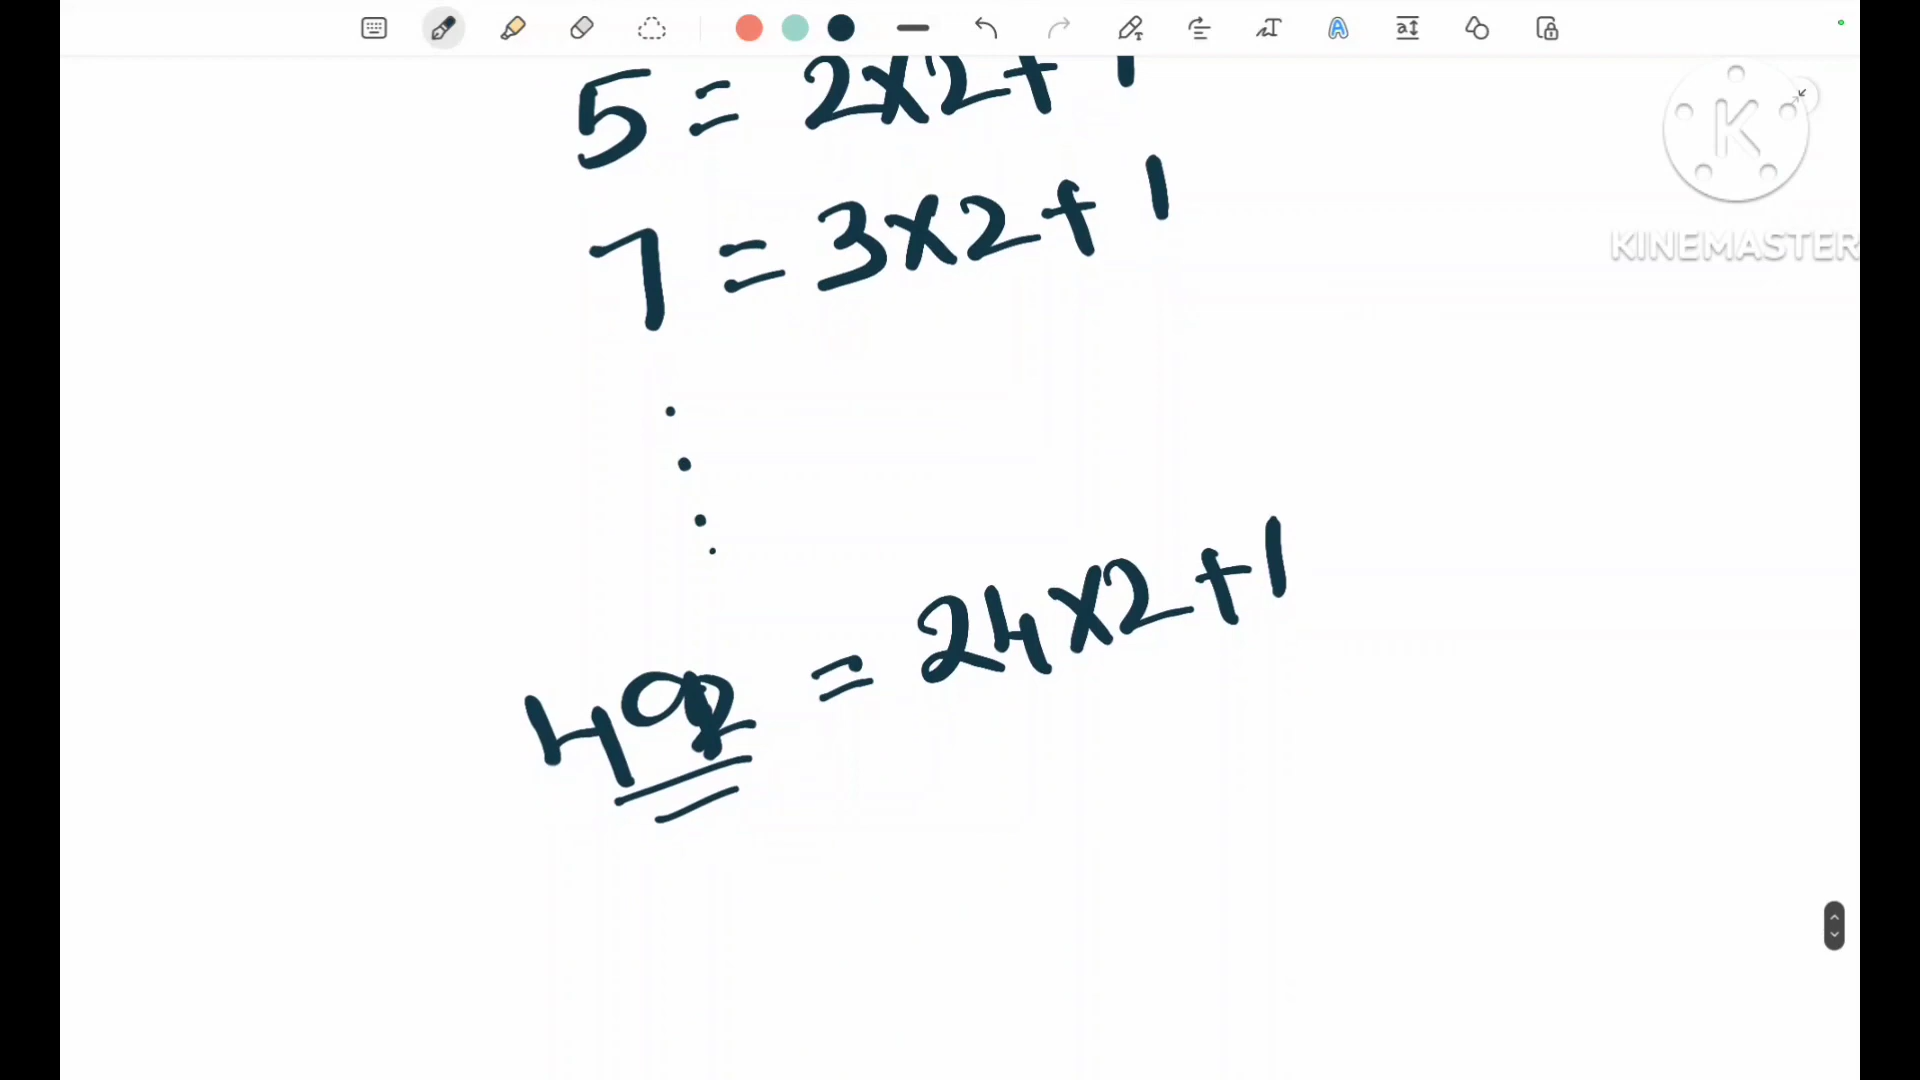 5 = 2x2+1
7 = 3x2+1
.
.
.
.
49 = 24x2+1
K
KINEMASTER